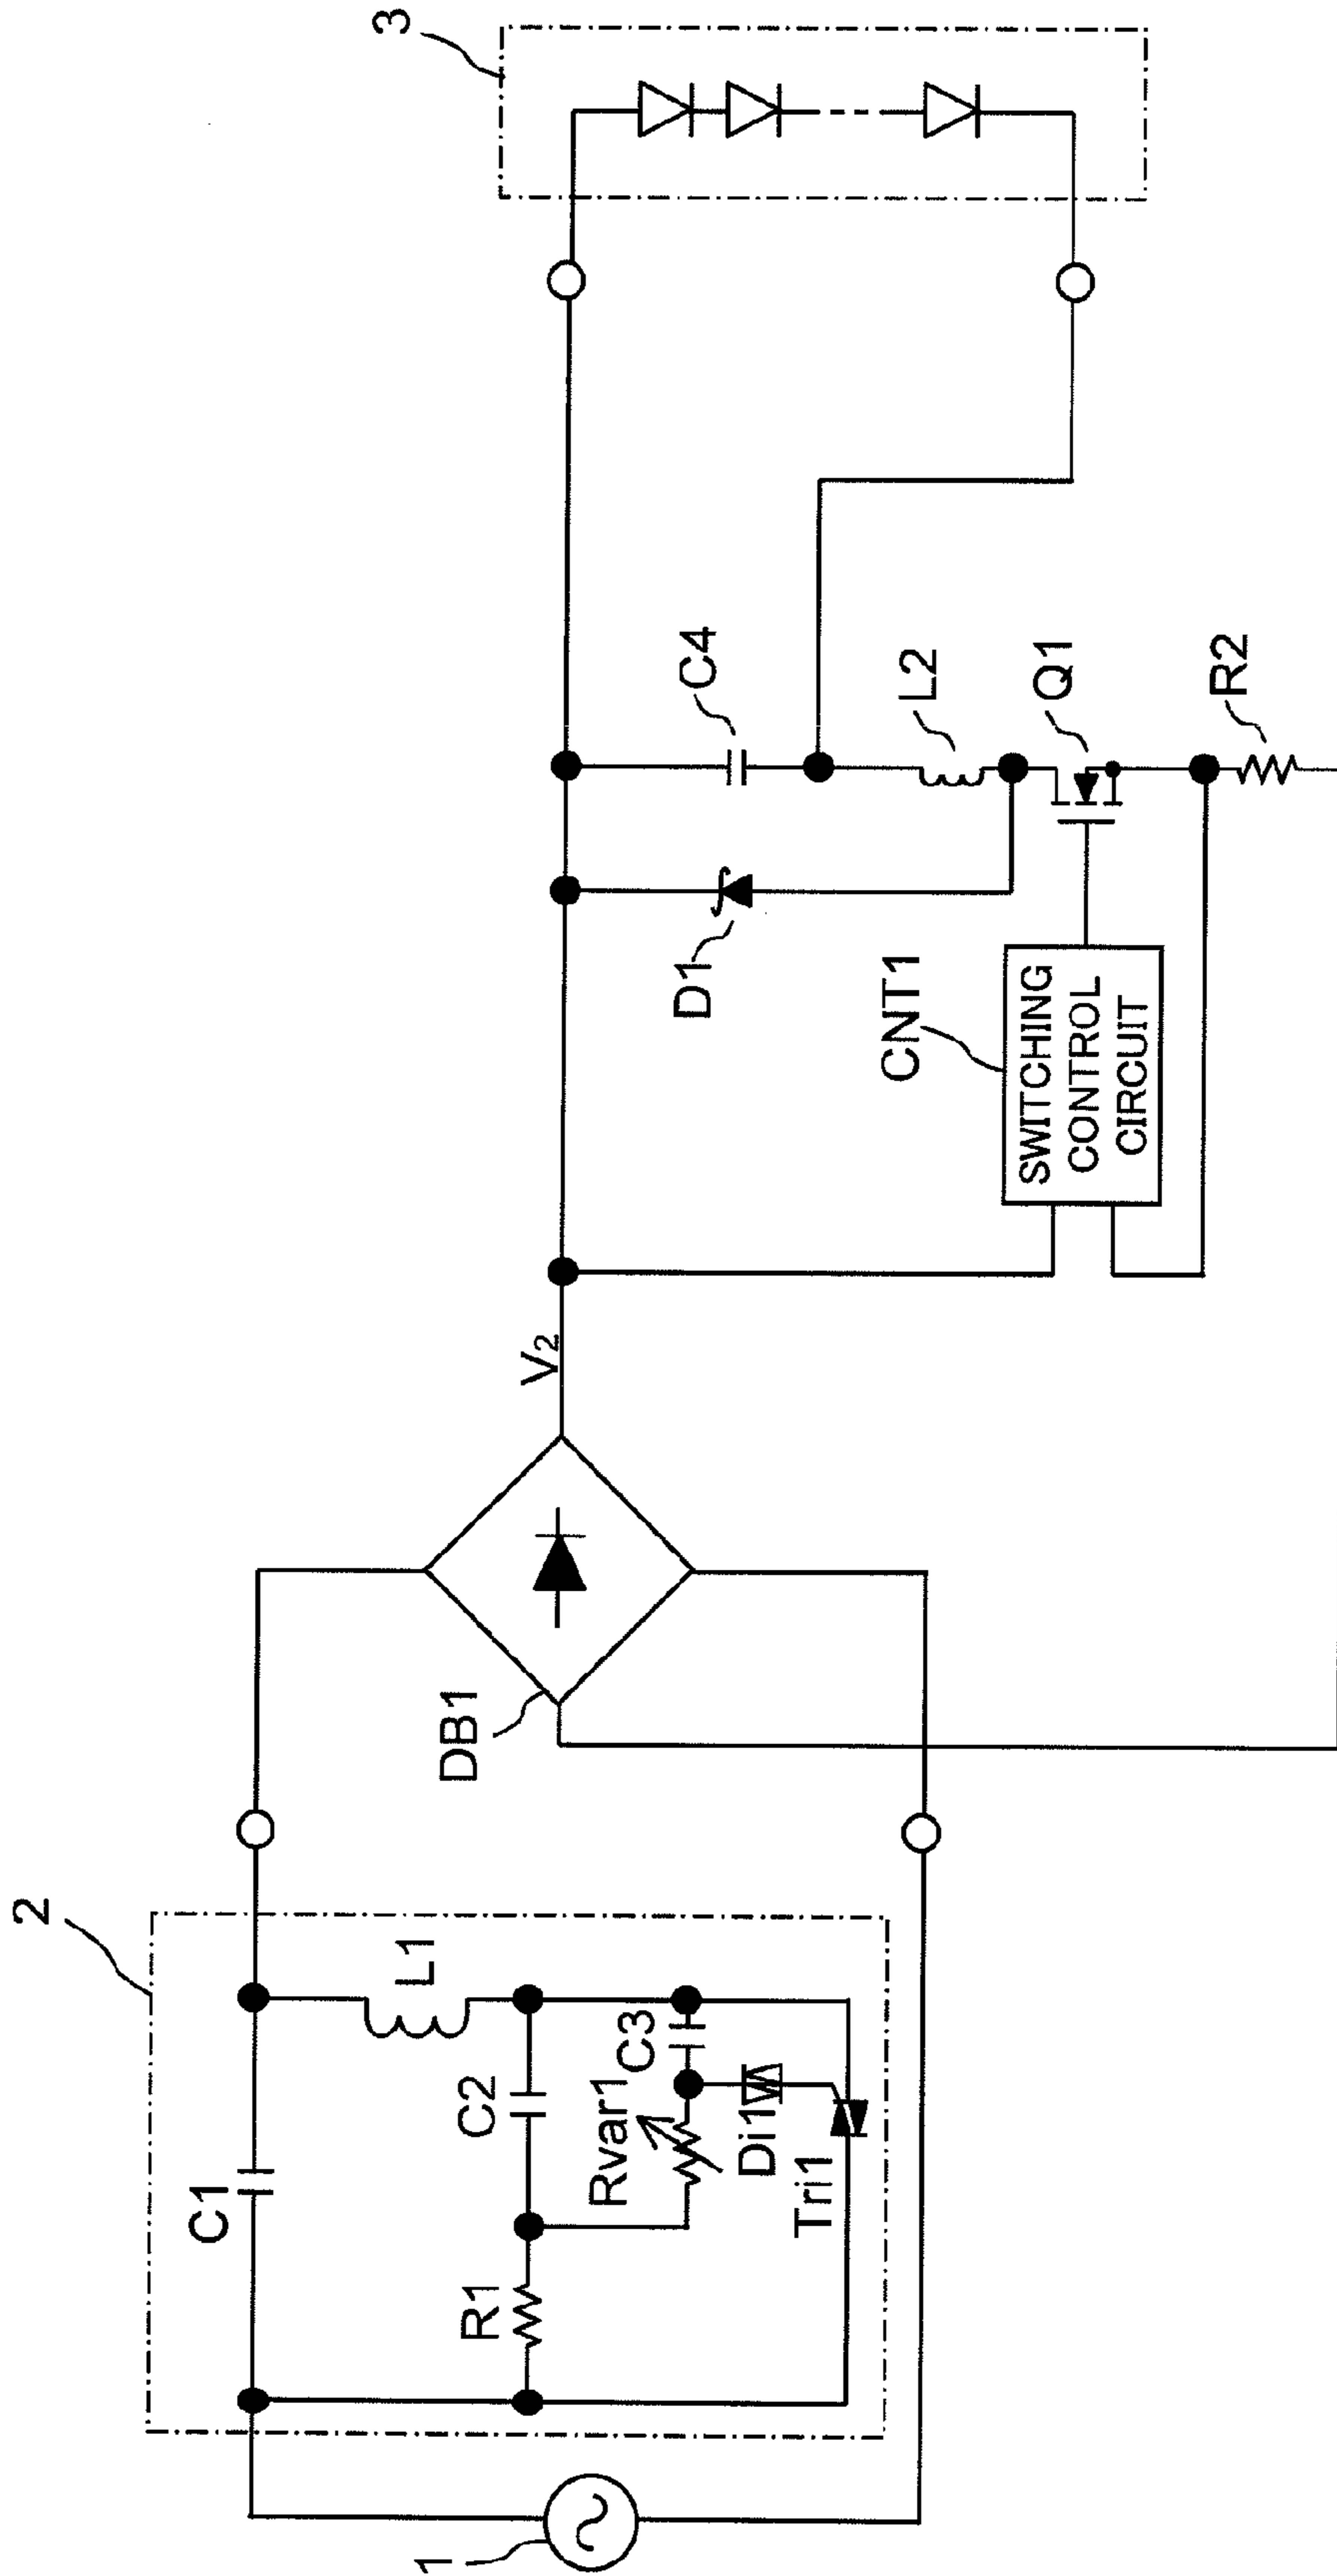 1
2
C1
L1
R1
C2
Rvar1
C3
Di1
Tri1
DB1
V2
CNT1
SWITCHING
CONTROL
CIRCUIT
D1
C4
L2
Q1
R2
3